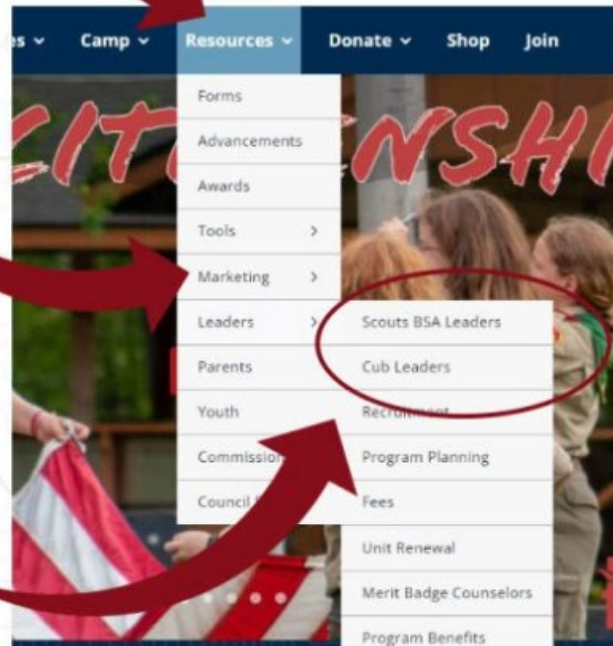 Camp Resources Donate Shop Join
Forms
Advancements
Awards
Tools
Marketing
Leaders
Parents
Youth
Scouts BSA Leaders
Cub Leaders
Recruitment
Program Planning
Fees
Unit Renewal
Merit Badge Counselors
Program Benefits